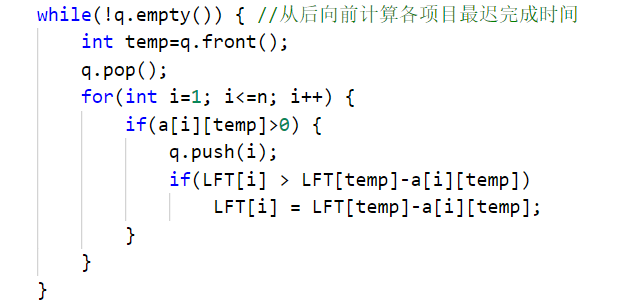 while(!q.empty()) { //从后向前计算各项目最迟完成时间
    int temp=q.front();
    q.pop();
    for(int i=1; i<=n; i++) {
        if(a[i][temp]>0) {
            q.push(i);
            if(LFT[i] > LFT[temp]-a[i][temp])
                LFT[i] = LFT[temp]-a[i][temp];
        }
    }
}